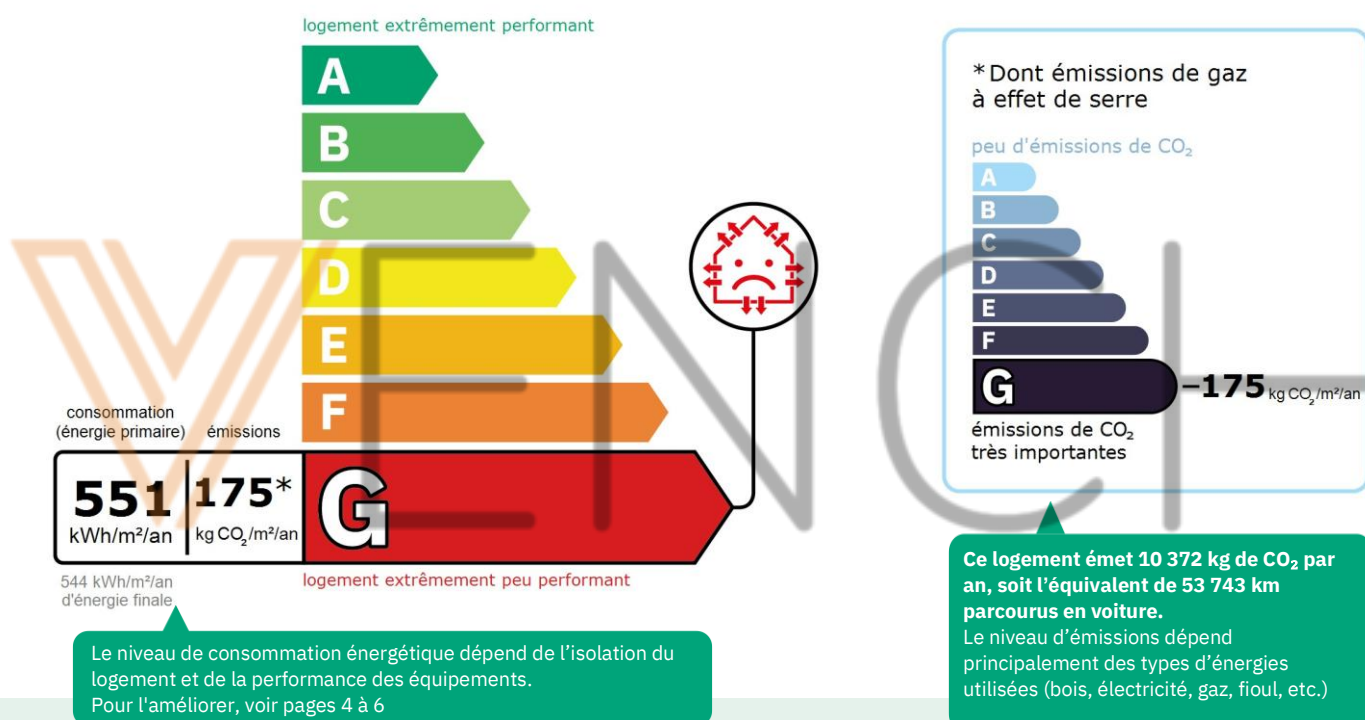 logement extrêmement performant
A
B
C
D
E
F
consommation
(énergie primaire)
émissions
551
kWh/m²/an
175*
kg CO₂/m²/an
G
544 kWh/m²/an
d'énergie finale
logement extrêmement peu performant
Le niveau de consommation énergétique dépend de l'isolation du
logement et de la performance des équipements.
Pour l'améliorer, voir pages 4 à 6
*Dont émissions de gaz
à effet de serre
peu d'émissions de CO₂
A
B
C
D
E
F
G
–175 kg CO₂/m²/an
émissions de CO₂
très importantes
Ce logement émet 10 372 kg de CO₂ par
an, soit l'équivalent de 53 743 km
parcourus en voiture.
Le niveau d'émissions dépend
principalement des types d'énergies
utilisées (bois, électricité, gaz, fioul, etc.)
VENCI